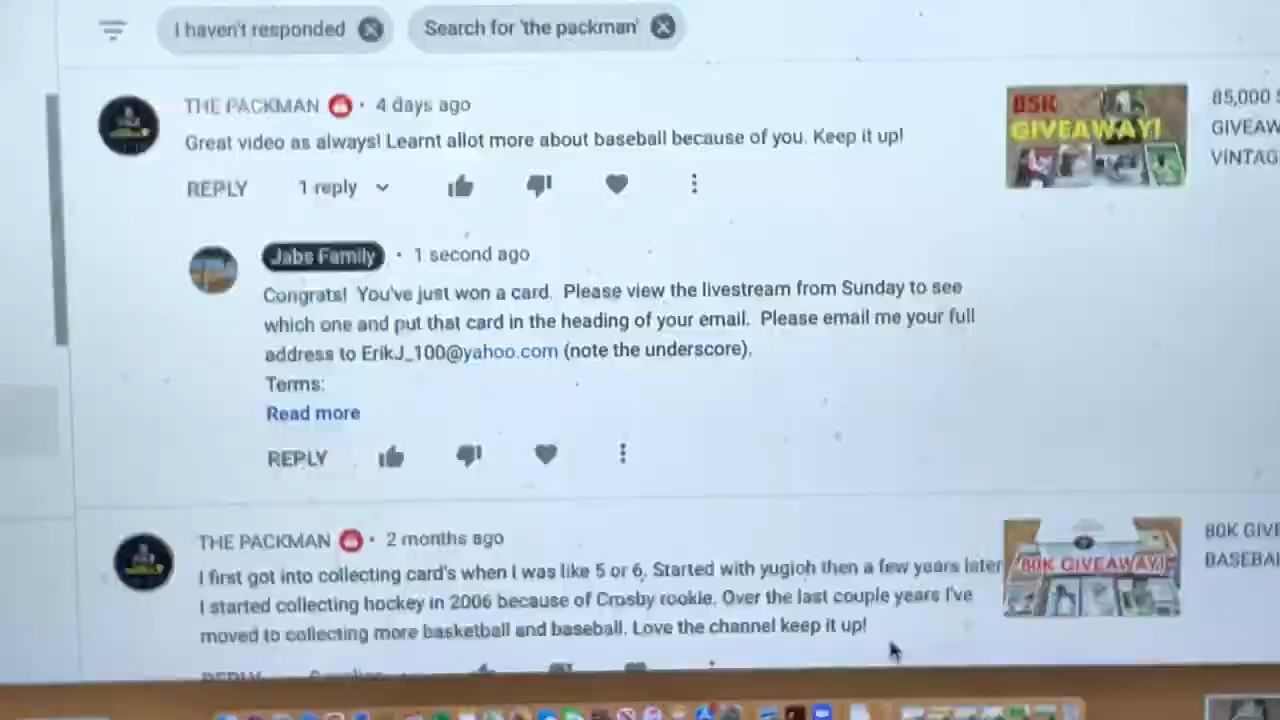 I haven't responded
Search for 'the packman'
THE PACKMAN · 4 days ago
Great video as always! Learnt allot more about baseball because of you. Keep it up!
85K
GIVEAWAY!
85,000
GIVEAW
VINTAG
REPLY 1 reply
Jabs Family · 1 second ago
Congrats! You've just won a card. Please view the livestream from Sunday to see
which one and put that card in the heading of your email. Please email me your full
address to ErikJ_100@yahoo.com (note the underscore).
Terms:
Read more
REPLY
THE PACKMAN · 2 months ago
I first got into collecting card's when I was like 5 or 6. Started with yugioh then a few years later
I started collecting hockey in 2006 because of Crosby rookie. Over the last couple years I've
moved to collecting more basketball and baseball. Love the channel keep it up!
80K GIVEAWAY!
80K GIVE
BASEBAL
REPLY